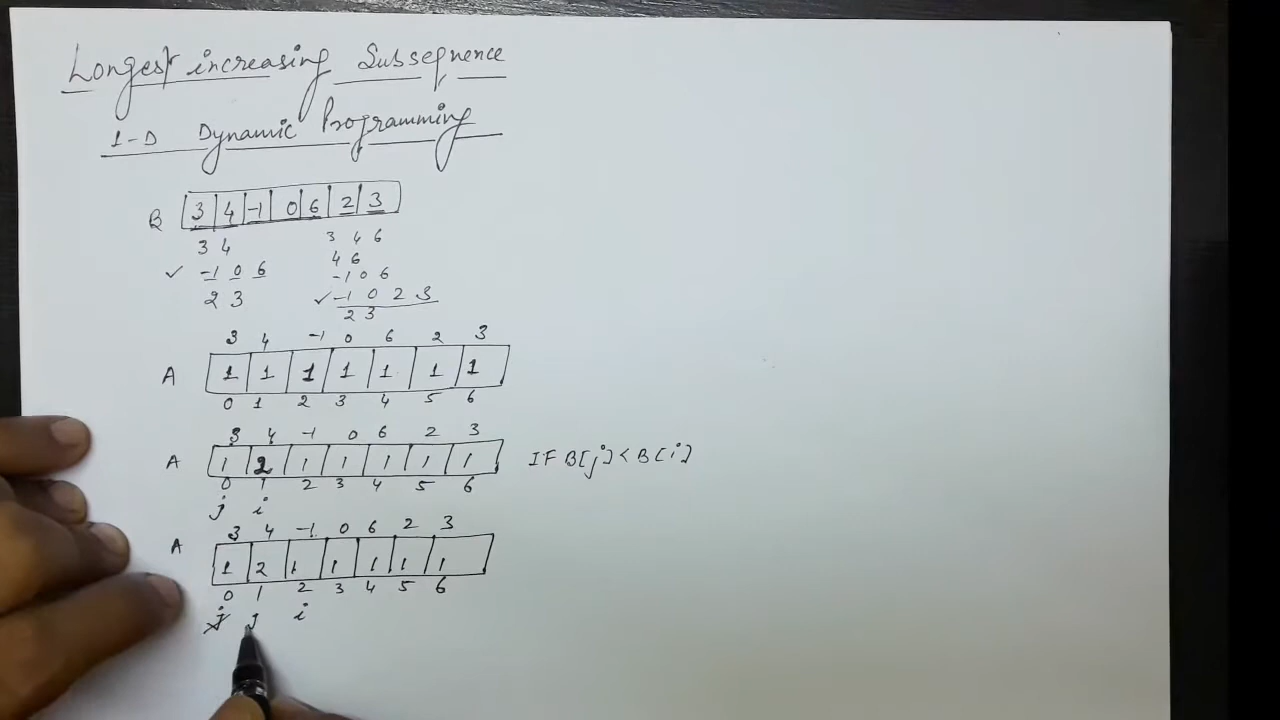 Longest increasing Subsequence
1-D Dynamic Programming
B 3 4 -1 0 6 2 3
3 4 3 4 6
4 6
✓ -1 0 6 -1 0 6
2 3 ✓ -1 0 2 3
2 3
3 4 -1 0 6 2 3
A 1 1 1 1 1 1 1
0 1 2 3 4 5 6
3 4 -1 0 6 2 3
A 1 2 1 1 1 1 1 IF B[j]<B[i]
0 1 2 3 4 5 6
j i
3 4 -1 0 6 2 3
A 1 2 1 1 1 1 1
0 1 2 3 4 5 6
j j i